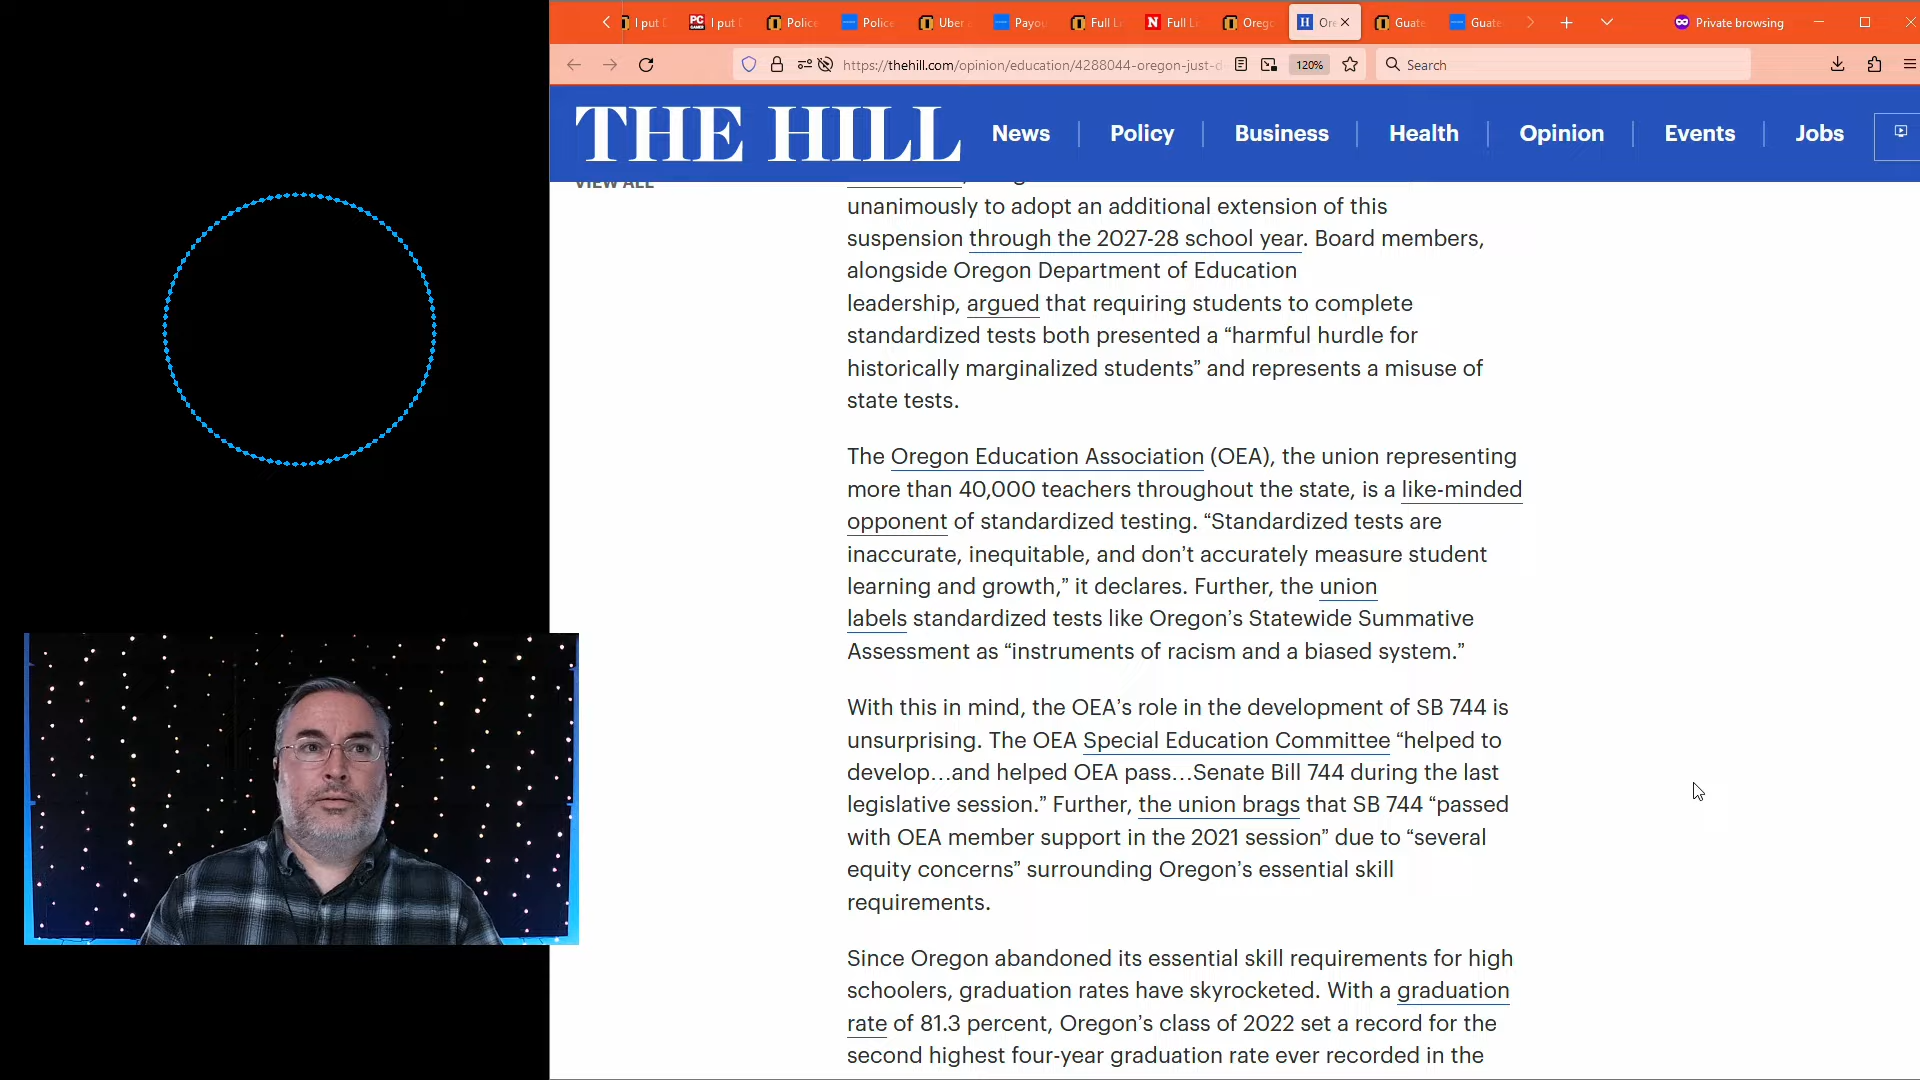 I put D
I put D
Police
Police
Uber
Payou
Full L
Full L
Orego
Ore
Guate
Guate
Private browsing
https://thehill.com/opinion/education/4288044-oregon-just-d
120%
Search
THE HILL
News
Policy
Business
Health
Opinion
Events
Jobs
VIEW ALL
unanimously to adopt an additional extension of this
suspension through the 2027-28 school year. Board members,
alongside Oregon Department of Education
leadership, argued that requiring students to complete
standardized tests both presented a “harmful hurdle for
historically marginalized students” and represents a misuse of
state tests.
The Oregon Education Association (OEA), the union representing
more than 40,000 teachers throughout the state, is a like-minded
opponent of standardized testing. “Standardized tests are
inaccurate, inequitable, and don’t accurately measure student
learning and growth,” it declares. Further, the union
labels standardized tests like Oregon’s Statewide Summative
Assessment as “instruments of racism and a biased system.”
With this in mind, the OEA’s role in the development of SB 744 is
unsurprising. The OEA Special Education Committee “helped to
develop…and helped OEA pass…Senate Bill 744 during the last
legislative session.” Further, the union brags that SB 744 “passed
with OEA member support in the 2021 session” due to “several
equity concerns” surrounding Oregon’s essential skill
requirements.
Since Oregon abandoned its essential skill requirements for high
schoolers, graduation rates have skyrocketed. With a graduation
rate of 81.3 percent, Oregon’s class of 2022 set a record for the
second highest four-year graduation rate ever recorded in the